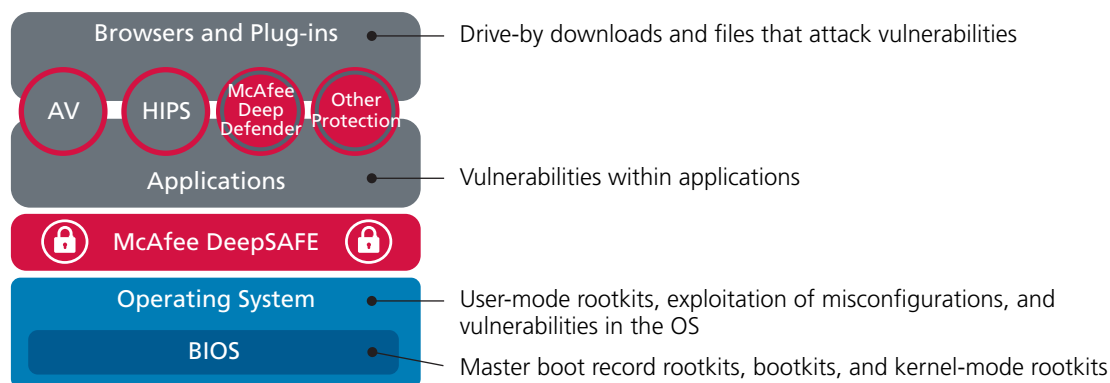 Browsers and Plug-ins
Drive-by downloads and files that attack vulnerabilities
AV
HIPS
McAfee
Deep
Defender
Other
Protection
Applications
Vulnerabilities within applications
McAfee DeepSAFE
Operating System
User-mode rootkits, exploitation of misconfigurations, and
vulnerabilities in the OS
BIOS
Master boot record rootkits, bootkits, and kernel-mode rootkits